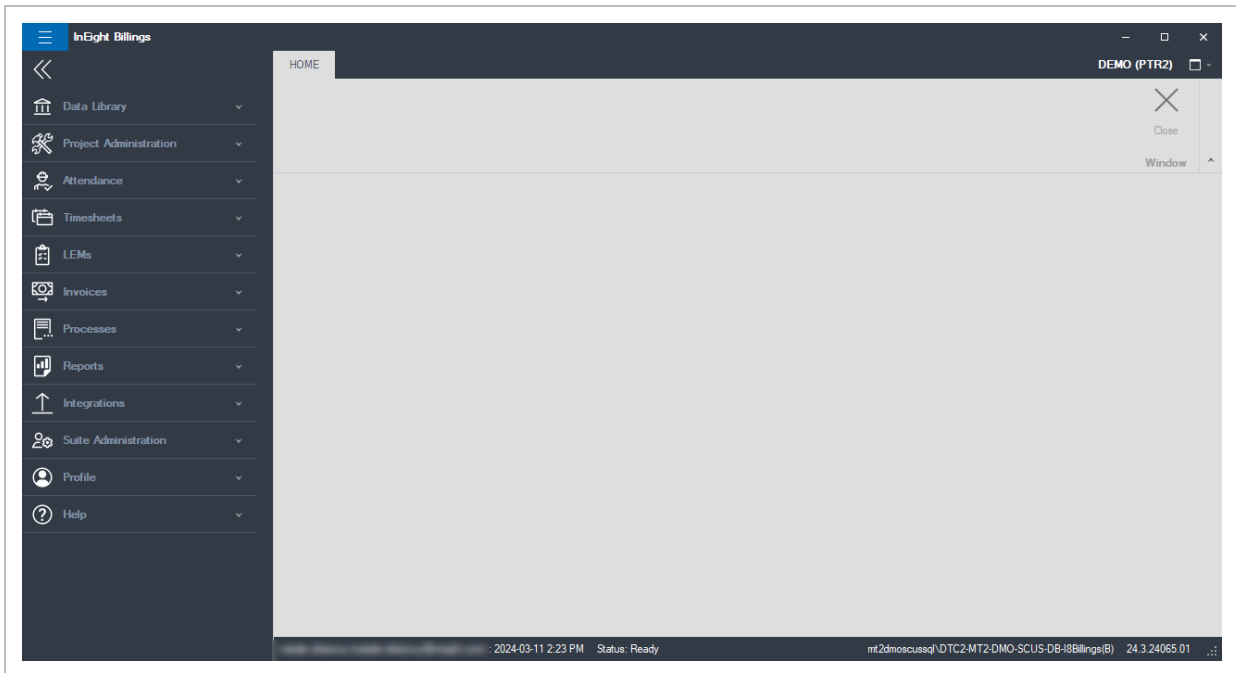 InEight Billings
HOME
DEMO (PTR2)
Data Library
Close
Project Administration
Window
Attendance
Timesheets
LEMs
Invoices
Processes
Reports
Integrations
Suite Administration
Profile
Help
: 2024-03-11 2:23 PM Status: Ready
mt2dmoscussql\DTC2-MT2-DMO-SCUS-DB-I8Billings(B) 24.3.24065.01